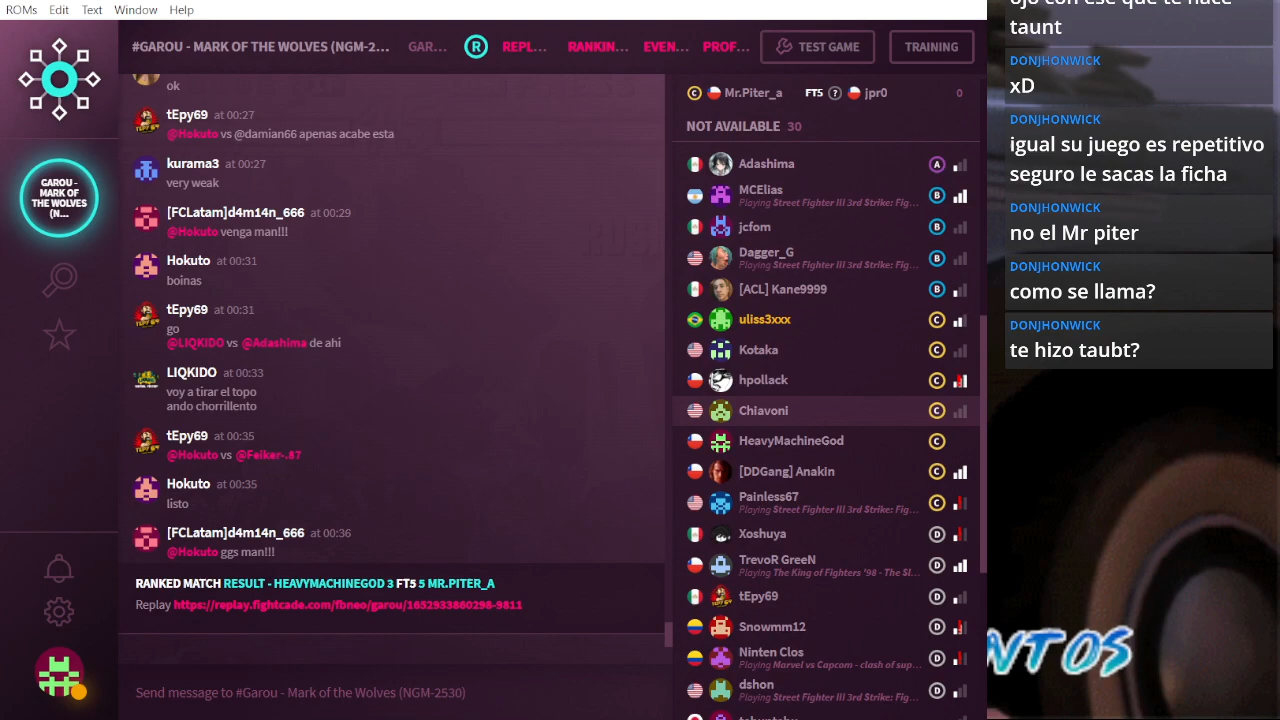 ROMs Edit Text Window Help
#GAROU - MARK OF THE WOLVES (NGM-2... GAR... R REPL... RANKIN... EVEN... PROF... TEST GAME TRAINING
GAROU -
MARK OF
THE WOLVES
(N...
ok
tEpy69 at 00:27
@Hokuto vs @damian66 apenas acabe esta
kurama3 at 00:27
very weak
[FCLatam]d4m14n_666 at 00:29
@Hokuto venga man!!!
Hokuto at 00:31
boinas
tEpy69 at 00:31
go
@LIQKIDO vs @Adashima de ahi
LIQKIDO at 00:33
voy a tirar el topo
ando chorrillento
tEpy69 at 00:35
@Hokuto vs @Feiker-.87
Hokuto at 00:35
listo
[FCLatam]d4m14n_666 at 00:36
@Hokuto ggs man!!!
RANKED MATCH RESULT - HEAVYMACHINEGOD 3 FT5 5 MR.PITER_A
Replay https://replay.fightcade.com/fbneo/garou/1652933860298-9811
Send message to #Garou - Mark of the Wolves (NGM-2530)
C Mr.Piter_a FT5 ? jpr0 0
NOT AVAILABLE 30
Adashima A
MCElias B
Playing Street Fighter III 3rd Strike: Fig...
jcfom B
Dagger_G B
Playing Street Fighter III 3rd Strike: Fig...
[ACL] Kane9999 B
uliss3xxx C
Kotaka C
hpollack C
Chiavoni C
HeavyMachineGod C
[DDGang] Anakin C
Painless67 C
Playing Street Fighter III 3rd Strike: Fig...
Xoshuya D
TrevoR GreeN D
Playing The King of Fighters '98 - The Sl...
tEpy69 D
Snowmm12 D
Ninten Clos D
Playing Marvel vs Capcom - clash of sup...
dshon D
Playing Street Fighter III 3rd Strike: Fig...
ojo con ese que te hace
taunt
DONJHONWICK
xD
DONJHONWICK
igual su juego es repetitivo
seguro le sacas la ficha
DONJHONWICK
no el Mr piter
DONJHONWICK
como se llama?
DONJHONWICK
te hizo taubt?
NTOS